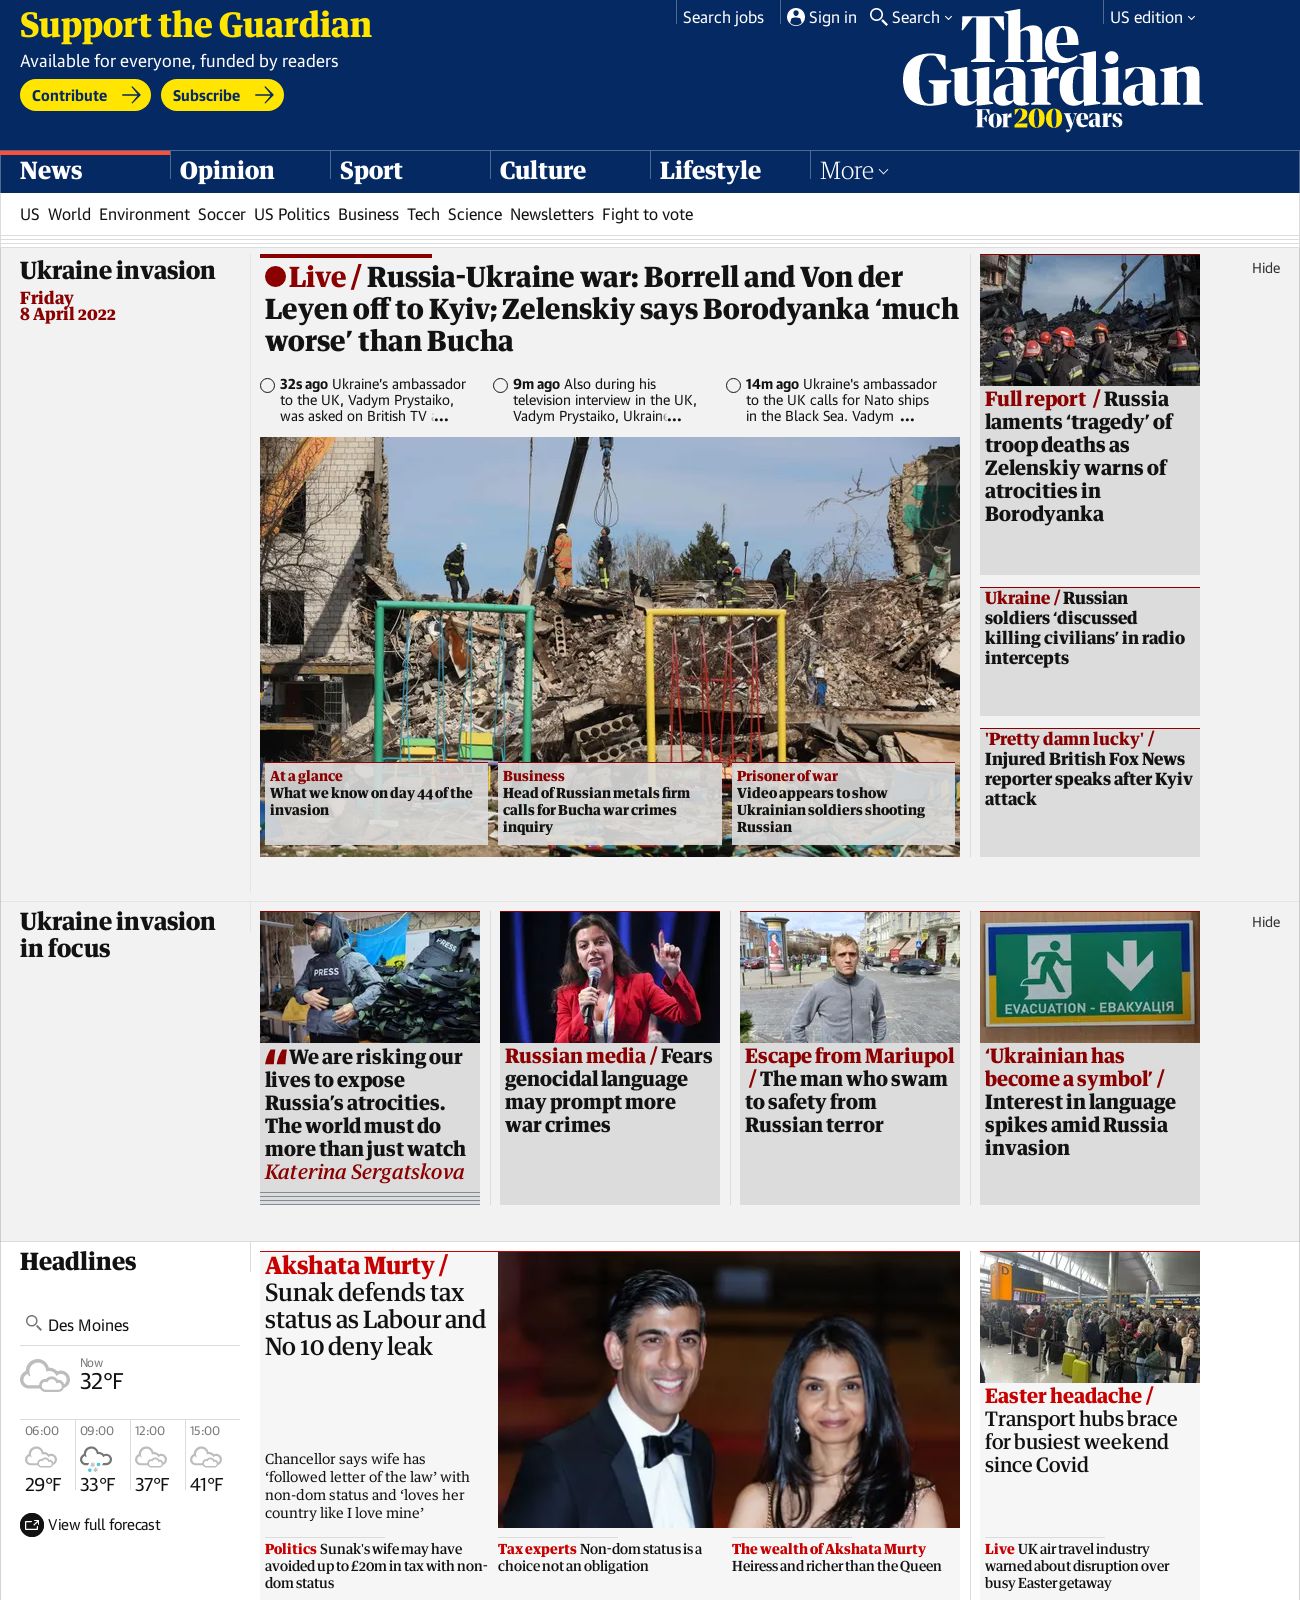 Support the Guardian
Available for everyone, funded by readers
Contribute
Subscribe
Search jobs
Sign in
Search
US edition
The
Guardian
For 200 years
News
Opinion
Sport
Culture
Lifestyle
More
US World Environment Soccer US Politics Business Tech Science Newsletters Fight to vote
Ukraine invasion
Friday
8 April 2022
Hide
Live / Russia-Ukraine war: Borrell and Von der
Leyen off to Kyiv; Zelenskiy says Borodyanka ‘much
worse’ than Bucha
32s ago Ukraine’s ambassador
to the UK, Vadym Prystaiko,
was asked on British TV ...
9m ago Also during his
television interview in the UK,
Vadym Prystaiko, Ukrain...
14m ago Ukraine’s ambassador
to the UK calls for Nato ships
in the Black Sea. Vadym ...
At a glance
What we know on day 44 of the
invasion
Business
Head of Russian metals firm
calls for Bucha war crimes
inquiry
Prisoner of war
Video appears to show
Ukrainian soldiers shooting
Russian
Full report / Russia
laments ‘tragedy’ of
troop deaths as
Zelenskiy warns of
atrocities in
Borodyanka
Ukraine / Russian
soldiers ‘discussed
killing civilians’ in radio
intercepts
'Pretty damn lucky' /
Injured British Fox News
reporter speaks after Kyiv
attack
Ukraine invasion
in focus
Hide
PRESS
PRESS
We are risking our
lives to expose
Russia’s atrocities.
The world must do
more than just watch
Katerina Sergatskova
Russian media / Fears
genocidal language
may prompt more
war crimes
Escape from Mariupol
/ The man who swam
to safety from
Russian terror
EVACUATION - ЕВАКУАЦІЯ
‘Ukrainian has
become a symbol’ /
Interest in language
spikes amid Russia
invasion
Headlines
Des Moines
Now
32°F
06:00
29°F
09:00
33°F
12:00
37°F
15:00
41°F
View full forecast
Akshata Murty /
Sunak defends tax
status as Labour and
No 10 deny leak
Chancellor says wife has
‘followed letter of the law’ with
non-dom status and ‘loves her
country like I love mine’
Politics Sunak's wife may have
avoided up to £20m in tax with non-
dom status
Tax experts Non-dom status is a
choice not an obligation
The wealth of Akshata Murty
Heiress and richer than the Queen
D
Easter headache /
Transport hubs brace
for busiest weekend
since Covid
Live UK air travel industry
warned about disruption over
busy Easter getaway